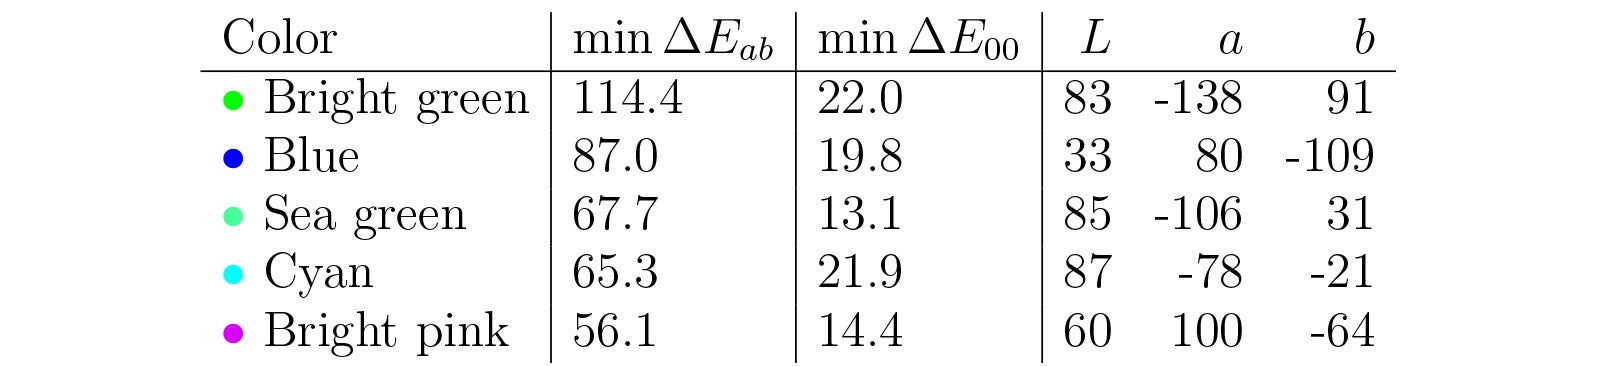 Color min ΔE_ab min ΔE_00 L a b
Bright green 114.4 22.0 83 -138 91
Blue 87.0 19.8 33 80 -109
Sea green 67.7 13.1 85 -106 31
Cyan 65.3 21.9 87 -78 -21
Bright pink 56.1 14.4 60 100 -64